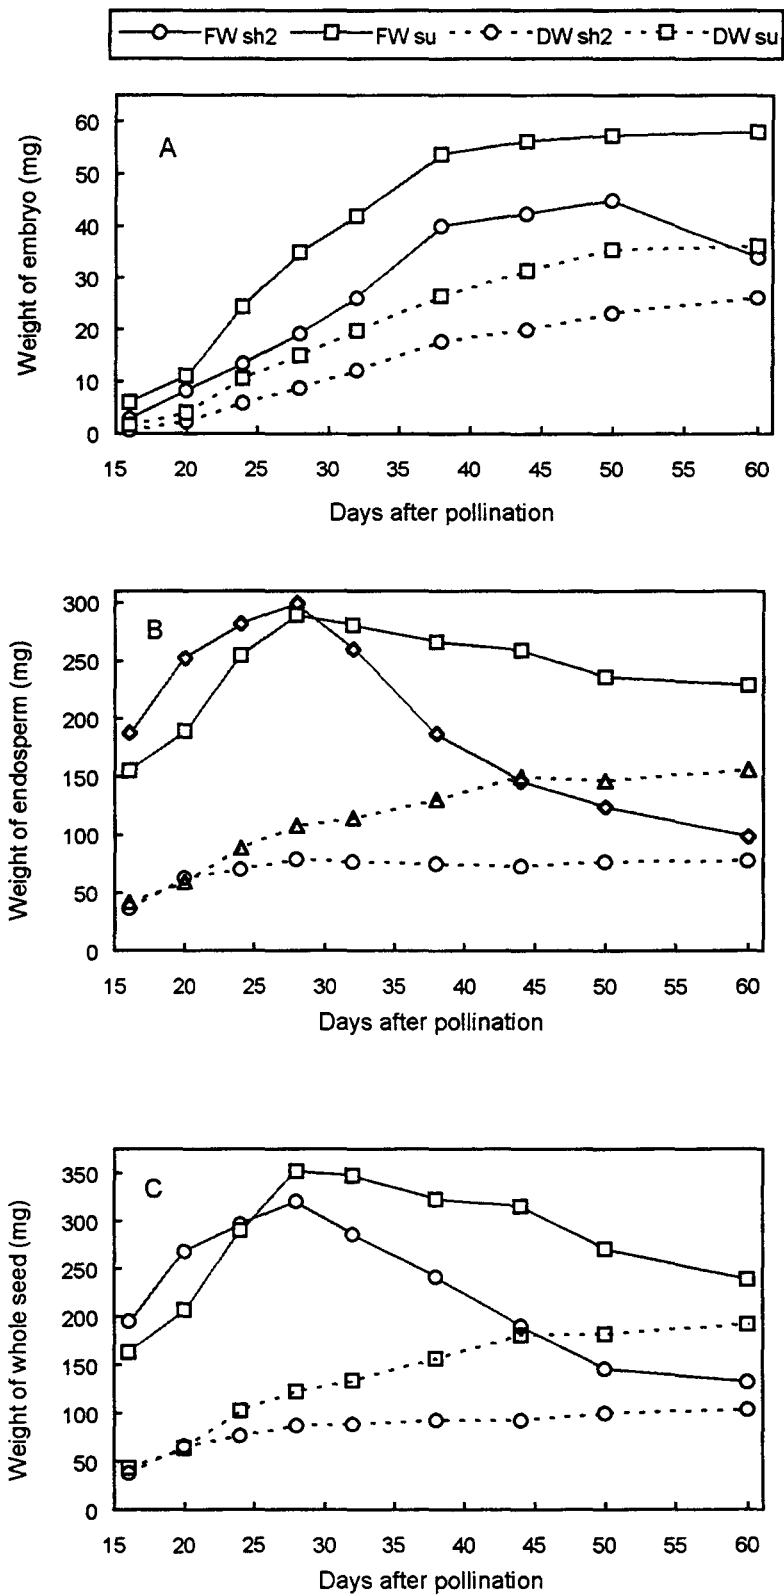 FW sh2 FW su DW sh2 DW su
A
Weight of embryo (mg)
60
50
40
30
20
10
0
15 20 25 30 35 40 45 50 55 60
Days after pollination
B
Weight of endosperm (mg)
300
250
200
150
100
50
0
15 20 25 30 35 40 45 50 55 60
Days after pollination
C
Weight of whole seed (mg)
350
300
250
200
150
100
50
0
15 20 25 30 35 40 45 50 55 60
Days after pollination